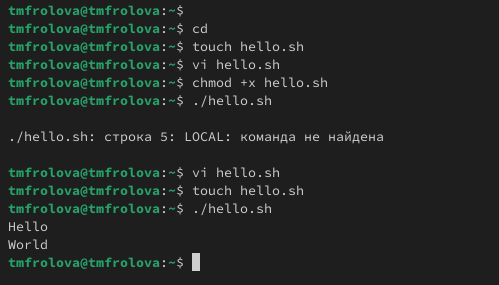 tmfrolova@tmfrolova:~$
tmfrolova@tmfrolova:~$ cd
tmfrolova@tmfrolova:~$ touch hello.sh
tmfrolova@tmfrolova:~$ vi hello.sh
tmfrolova@tmfrolova:~$ chmod +x hello.sh
tmfrolova@tmfrolova:~$ ./hello.sh
./hello.sh: строка 5: LOCAL: команда не найдена
tmfrolova@tmfrolova:~$ vi hello.sh
tmfrolova@tmfrolova:~$ touch hello.sh
tmfrolova@tmfrolova:~$ ./hello.sh
Hello
World
tmfrolova@tmfrolova:~$